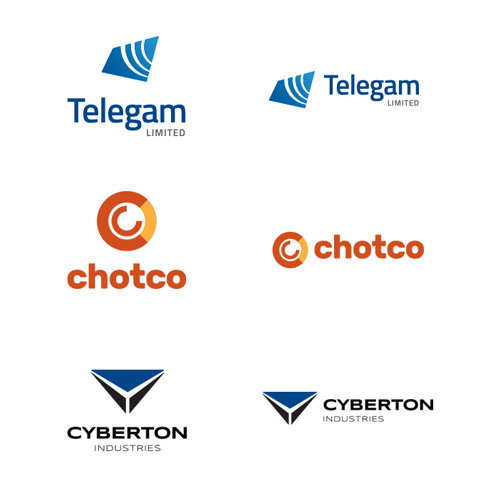 Telegam
LIMITED
Telegam
LIMITED
chotco
chotco
CYBERTON
INDUSTRIES
CYBERTON
INDUSTRIES